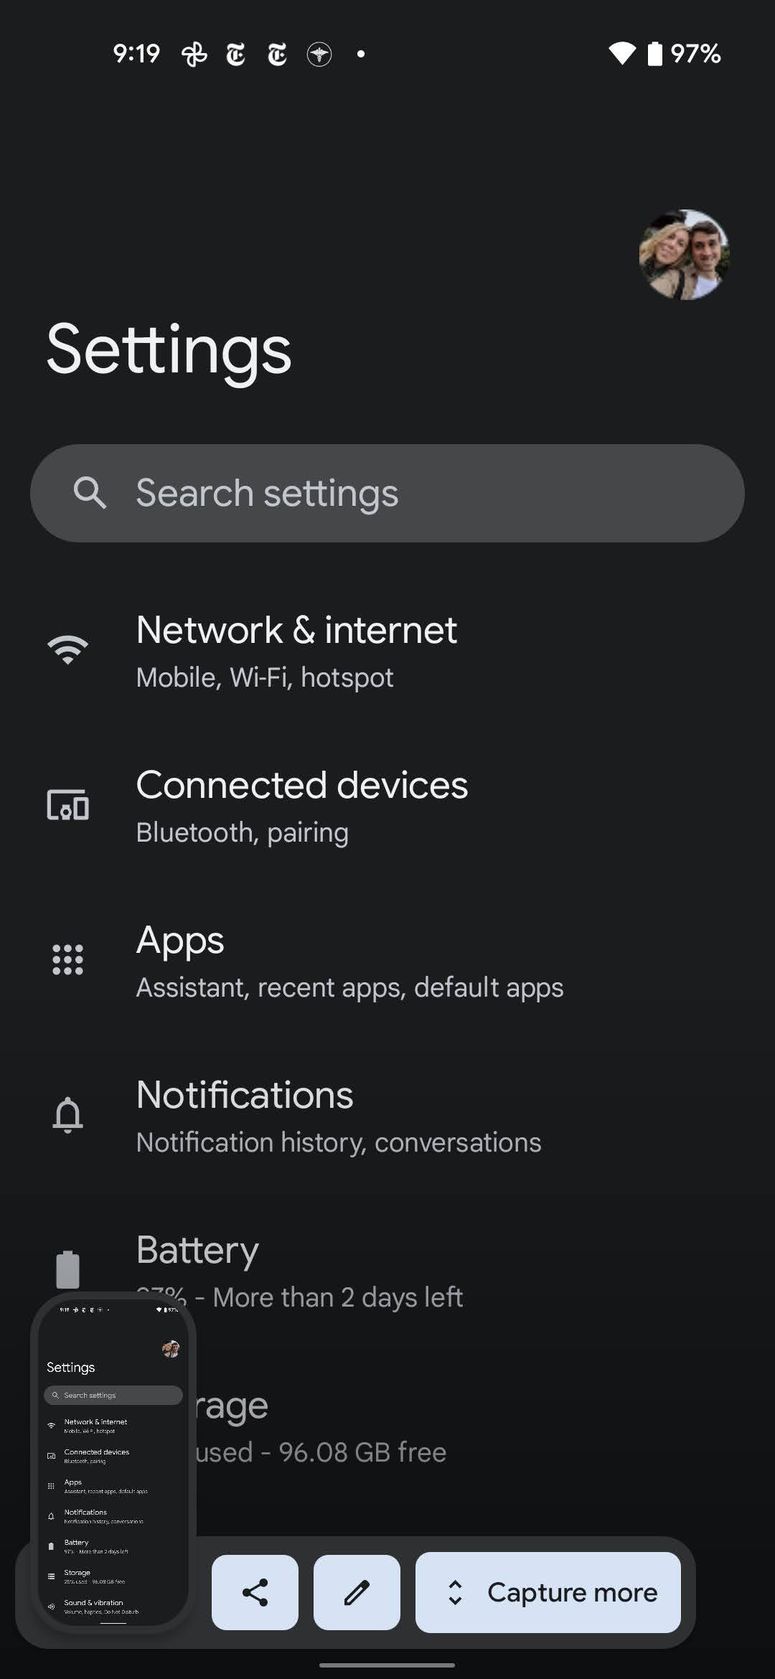 9:19
97%
Settings
Search settings
Network & internet
Mobile, Wi-Fi, hotspot
Connected devices
Bluetooth, pairing
Apps
Assistant, recent apps, default apps
Notifications
Notification history, conversations
Battery
97% - More than 2 days left
rage
used - 96.08 GB free
Settings
Search settings
Network & internet
Mobile, Wi-Fi, hotspot
Connected devices
Bluetooth, pairing
Apps
Assistant, recent apps, default apps
Notifications
Notification history, conversations
Battery
97% - More than 2 days left
Storage
used - 96.08 GB free
Sound & vibration
Volume, haptics, Do Not Disturb
Capture more